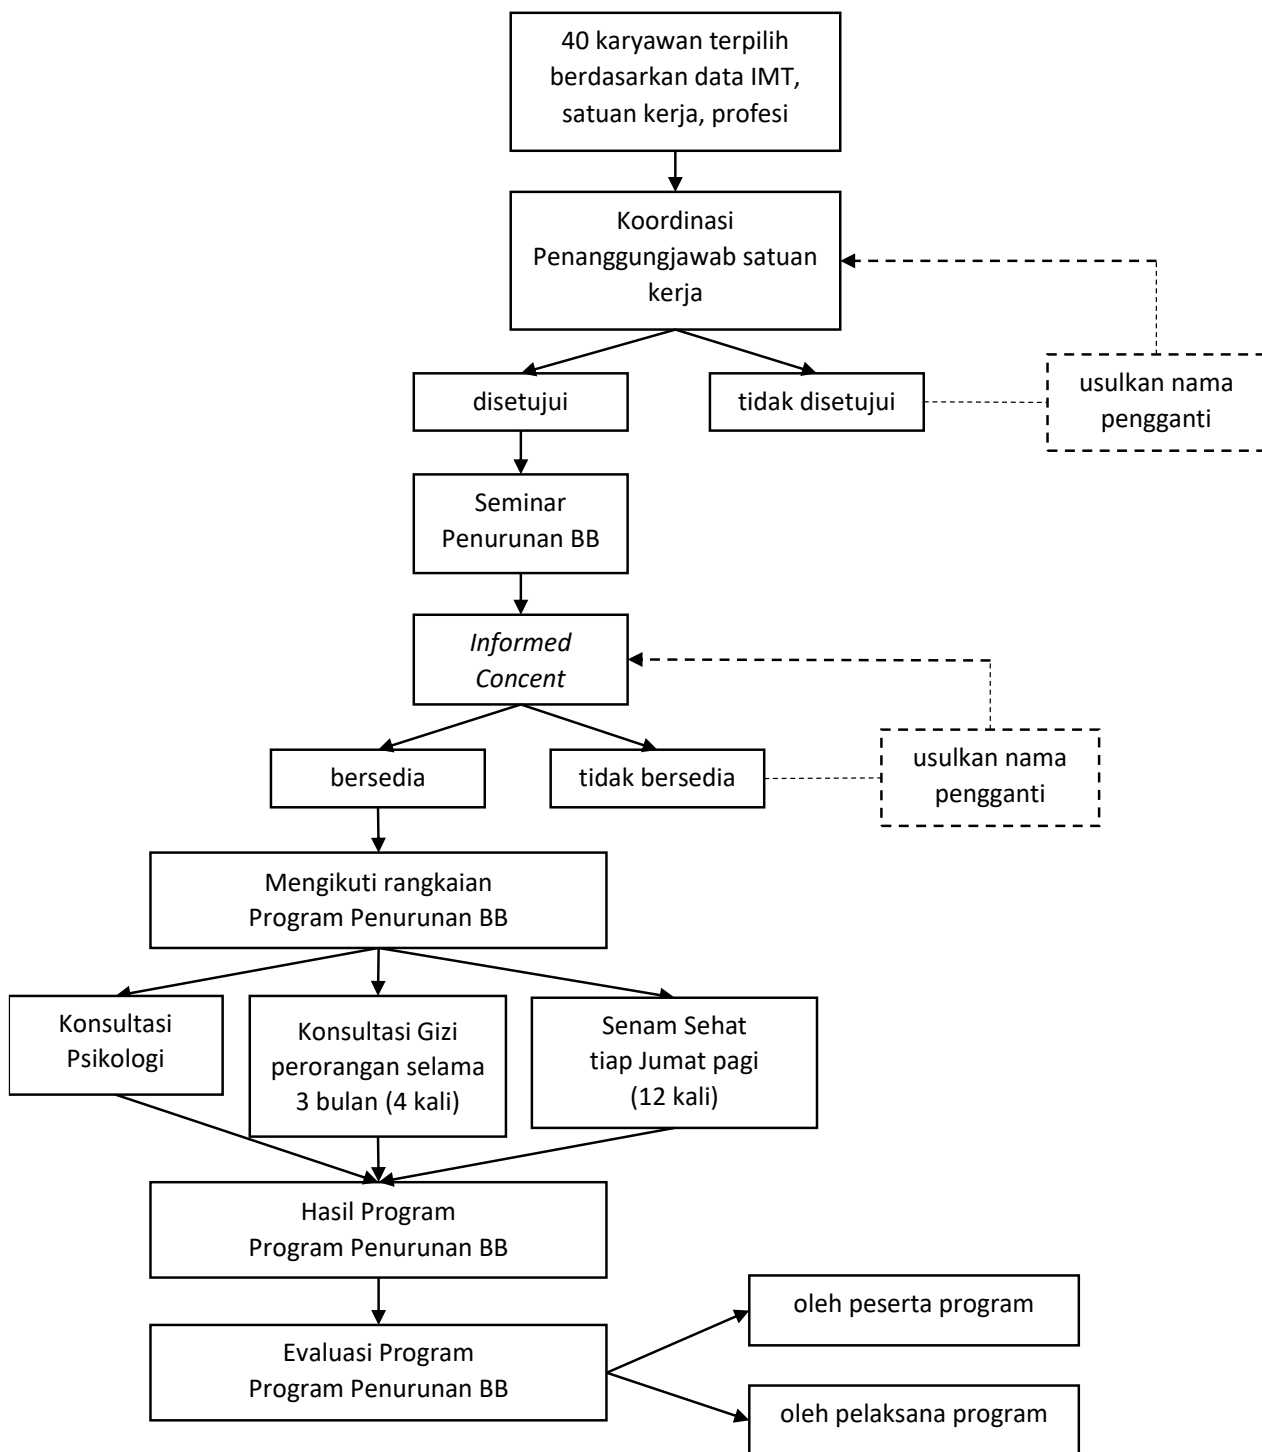 40 karyawan terpilih
berdasarkan data IMT,
satuan kerja, profesi
Koordinasi
Penanggungjawab satuan
kerja
disetujui
tidak disetujui
usulkan nama
pengganti
Seminar
Penurunan BB
Informed
Concent
bersedia
tidak bersedia
usulkan nama
pengganti
Mengikuti rangkaian
Program Penurunan BB
Konsultasi
Psikologi
Konsultasi Gizi
perorangan selama
3 bulan (4 kali)
Senam Sehat
tiap Jumat pagi
(12 kali)
Hasil Program
Program Penurunan BB
Evaluasi Program
Program Penurunan BB
oleh peserta program
oleh pelaksana program